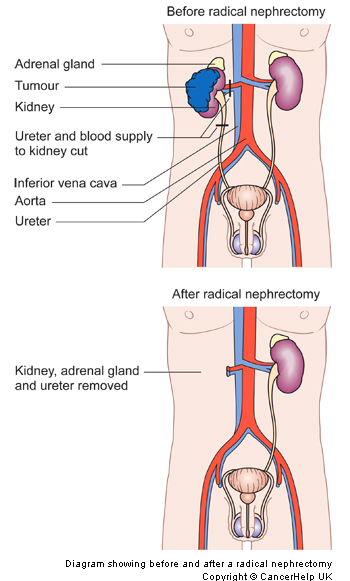 Before radical nephrectomy
Adrenal gland
Tumour
Kidney
Ureter and blood supply
to kidney cut
Inferior vena cava
Aorta
Ureter
After radical nephrectomy
Kidney, adrenal gland
and ureter removed
Diagram showing before and after a radical nephrectomy
Copyright © CancerHelp UK